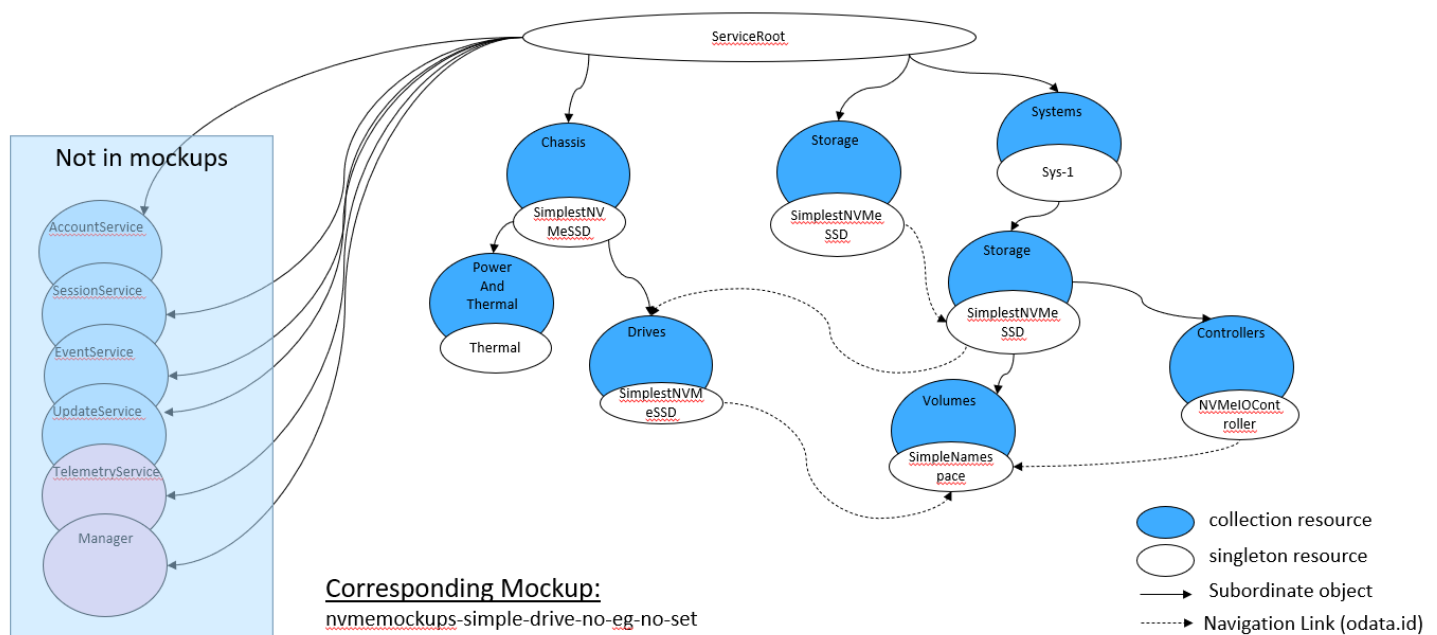 ServiceRoot
Systems
Sys-1
Chassis
SimplestNV
MeSSD
Storage
SimplestNVMe
SSD
Not in mockups
AccountService
SessionService
EventService
UpdateService
TelemetryService
Manager
Power
And
Thermal
Thermal
Drives
SimplestNVM
eSSD
Storage
SimplestNVMe
SSD
Controllers
NVMeIOCont
roller
Volumes
SimpleNames
pace
collection resource
singleton resource
Subordinate object
Navigation Link (odata.id)
Corresponding Mockup:
nvmemockups-simple-drive-no-eg-no-set